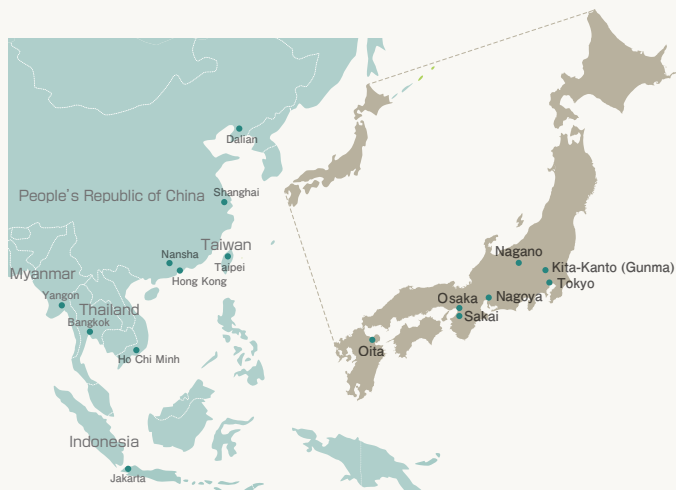 Dalian
People's Republic of China
Shanghai
Nansha
Taiwan
Taipei
Hong Kong
Myanmar
Yangon
Thailand
Bangkok
Ho Chi Minh
Indonesia
Jakarta
Nagano
Kita-Kanto (Gunma)
Tokyo
Nagoya
Osaka
Sakai
Oita